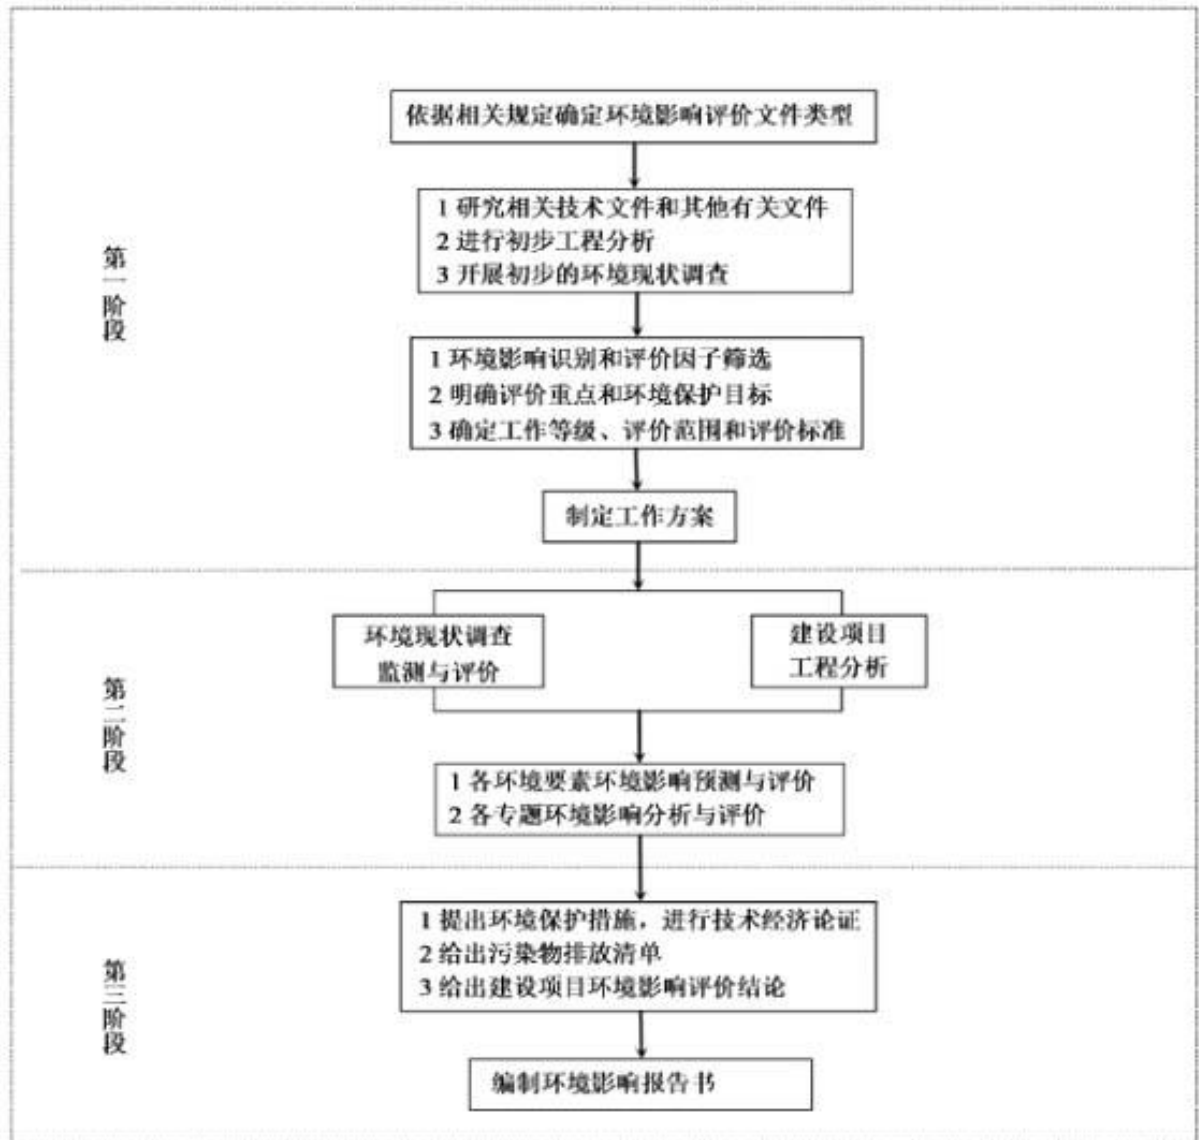 第一阶段
依据相关规定确定环境影响评价文件类型
1 研究相关技术文件和其他有关文件
2 进行初步工程分析
3 开展初步的环境现状调查
1 环境影响识别和评价因子筛选
2 明确评价重点和环境保护目标
3 确定工作等级、评价范围和评价标准
制定工作方案
第二阶段
环境现状调查
监测与评价
建设项目
工程分析
1 各环境要素环境影响预测与评价
2 各专题环境影响分析与评价
第三阶段
1 提出环境保护措施，进行技术经济论证
2 给出污染物排放清单
3 给出建设项目环境影响评价结论
编制环境影响报告书